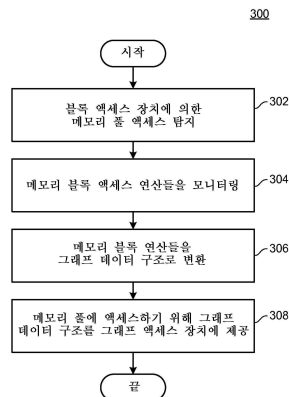 300
시작
블록 액세스 장치에 의한
메모리 풀 액세스 탐지
302
메모리 블록 액세스 연산들을 모니터링
304
메모리 블록 연산들을
그래프 데이터 구조로 변환
306
메모리 풀에 액세스하기 위해 그래프
데이터 구조를 그래프 액세스 장치에 제공
308
끝